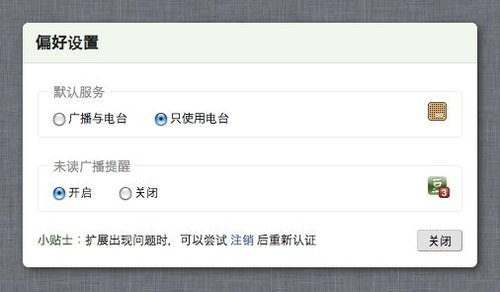 偏好设置
默认服务
广播与电台 只使用电台
未读广播提醒
豆 3
开启 关闭
小贴士：扩展出现问题时，可以尝试 注销 后重新认证 关闭